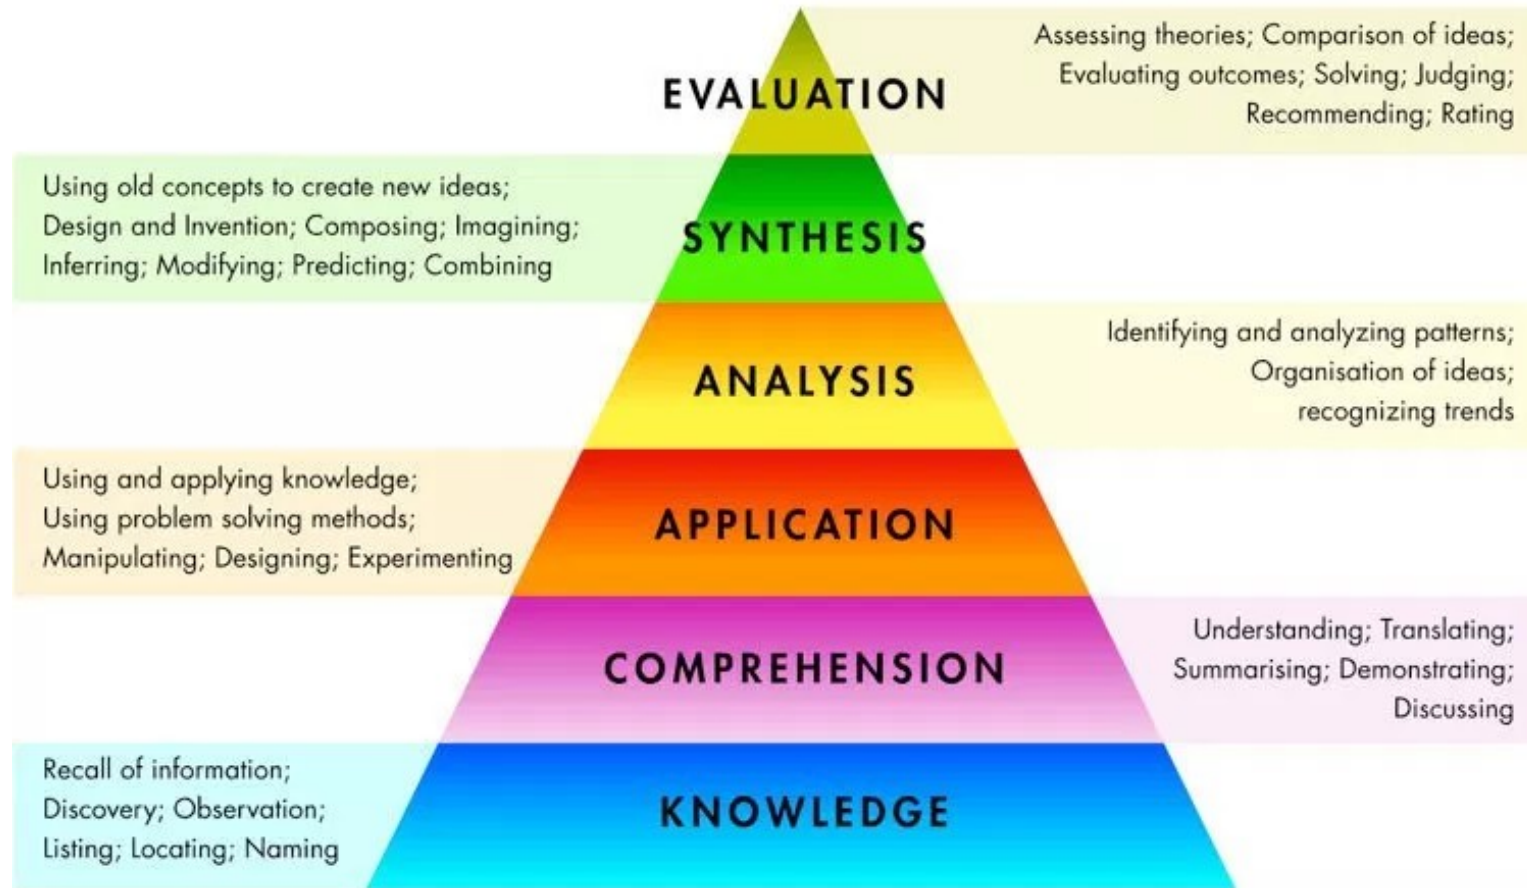 Assessing theories; Comparison of ideas;
Evaluating outcomes; Solving; Judging;
Recommending; Rating
EVALUATION
Using old concepts to create new ideas;
Design and Invention; Composing; Imagining;
Inferring; Modifying; Predicting; Combining
SYNTHESIS
Identifying and analyzing patterns;
Organisation of ideas;
recognizing trends
ANALYSIS
Using and applying knowledge;
Using problem solving methods;
Manipulating; Designing; Experimenting
APPLICATION
Understanding; Translating;
Summarising; Demonstrating;
Discussing
COMPREHENSION
Recall of information;
Discovery; Observation;
Listing; Locating; Naming
KNOWLEDGE